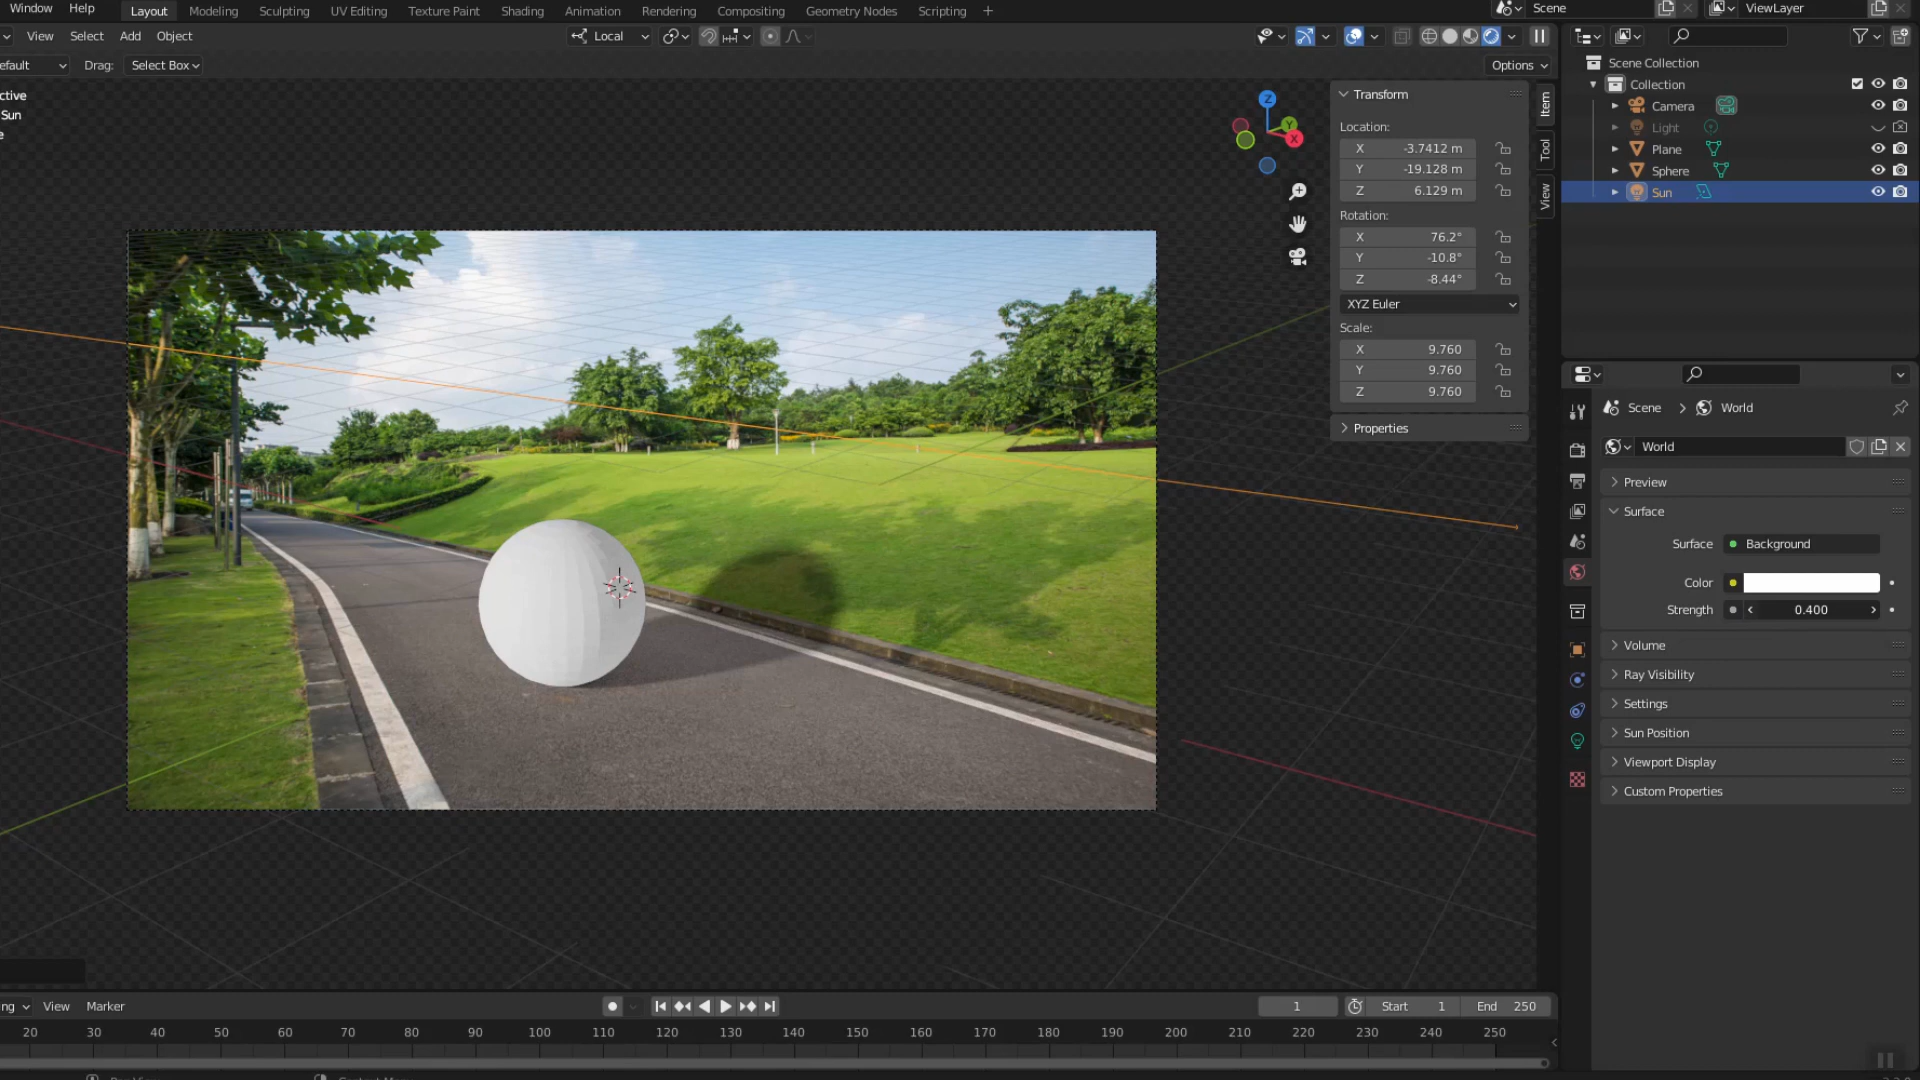 Window Help Layout Modeling Sculpting UV Editing Texture Paint Shading Animation Rendering Compositing Geometry Nodes Scripting + Scene ViewLayer
View Select Add Object Local
efault Drag: Select Box Options
ctive
Sun
e
Z
Y
X
Transform
Location:
X -3.7412 m
Y -19.128 m
Z 6.129 m
Rotation:
X 76.2°
Y -10.8°
Z -8.44°
XYZ Euler
Scale:
X 9.760
Y 9.760
Z 9.760
Properties
Item
Tool
View
Scene Collection
Collection
Camera
Light
Plane
Sphere
Sun
Scene > World
World
Preview
Surface
Surface Background
Color
Strength 0.400
Volume
Ray Visibility
Settings
Sun Position
Viewport Display
Custom Properties
ng View Marker 1 Start 1 End 250
20 30 40 50 60 70 80 90 100 110 120 130 140 150 160 170 180 190 200 210 220 230 240 250